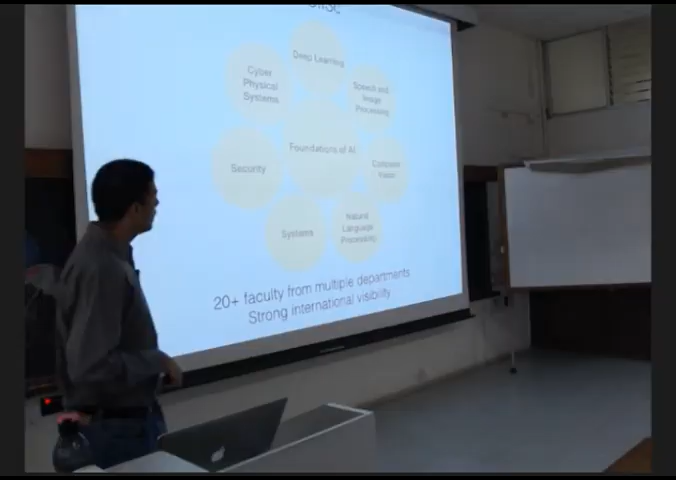 Deep Learning
Cyber
Physical
Systems
Speech and
Image
Processing
Foundations of AI
Security
Computer
Vision
Natural
Language
Processing
Systems
20+ faculty from multiple departments
Strong international visibility